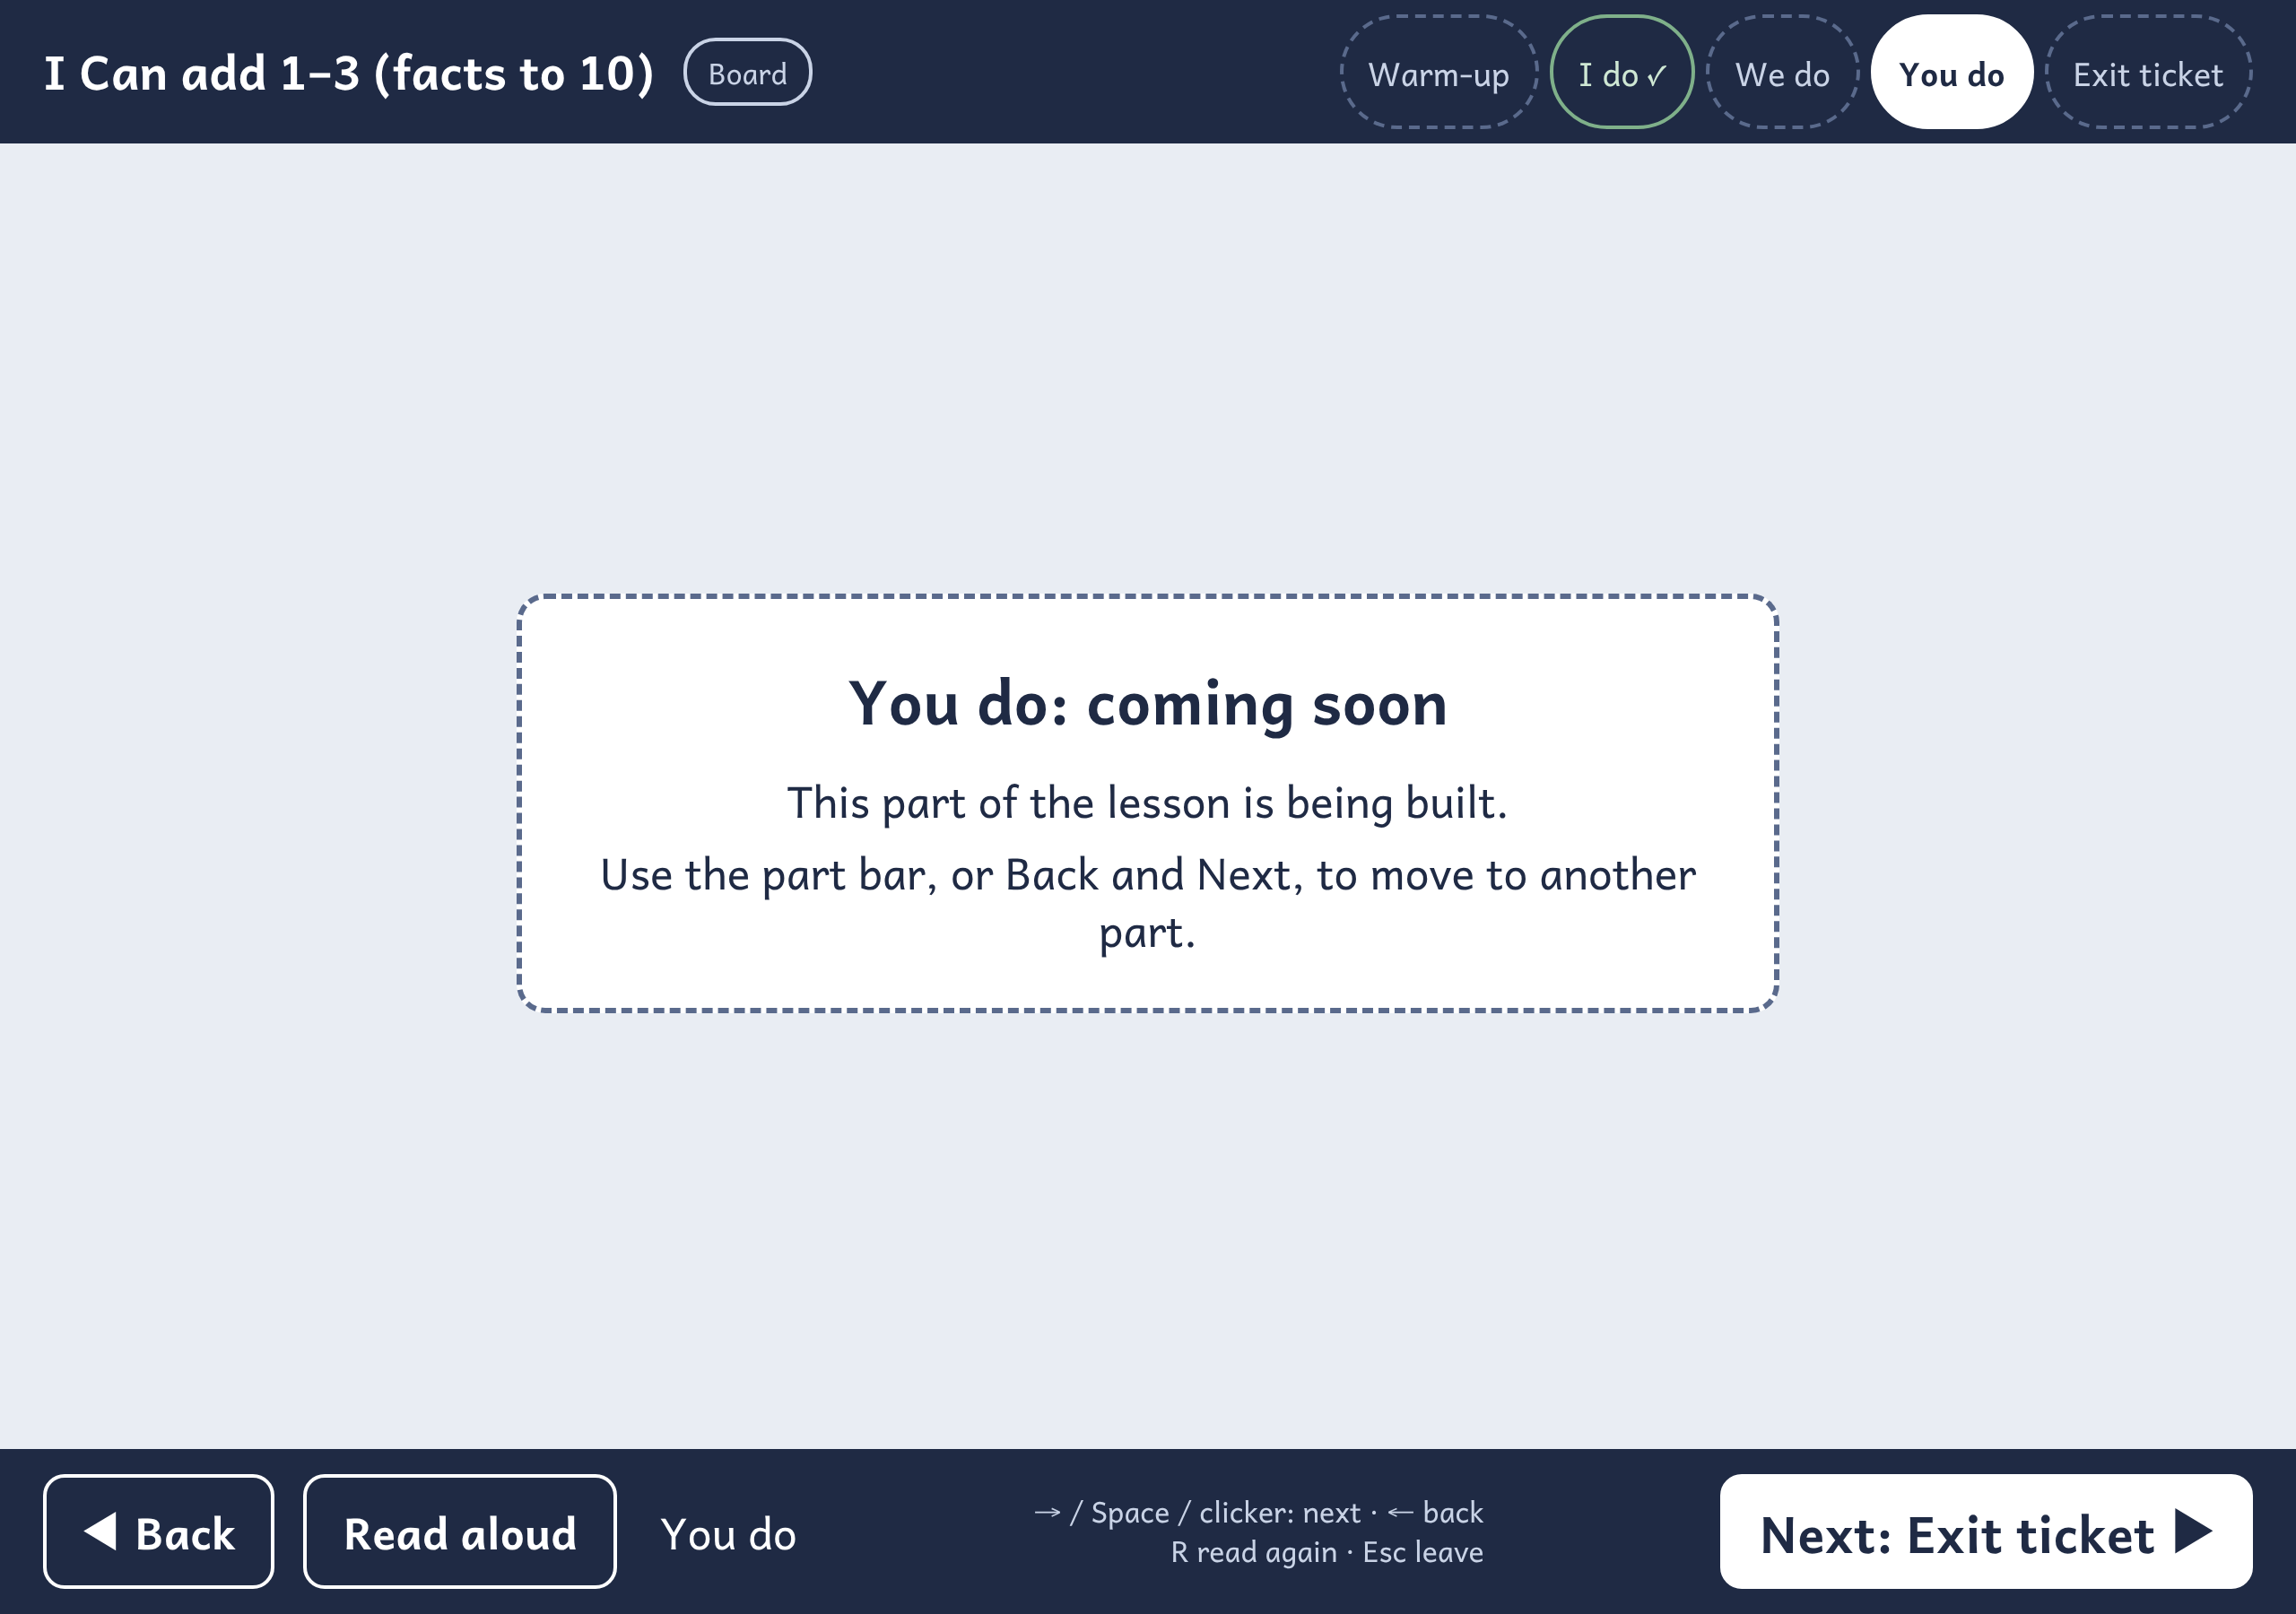 I Can add 1–3 (facts to 10)
Board
Warm-up
I do ✓
We do
You do
Exit ticket
You do: coming soon
This part of the lesson is being built.
Use the part bar, or Back and Next, to move to another
part.
◀ Back
Read aloud
You do
→ / Space / clicker: next · ← back
R read again · Esc leave
Next: Exit ticket ▶